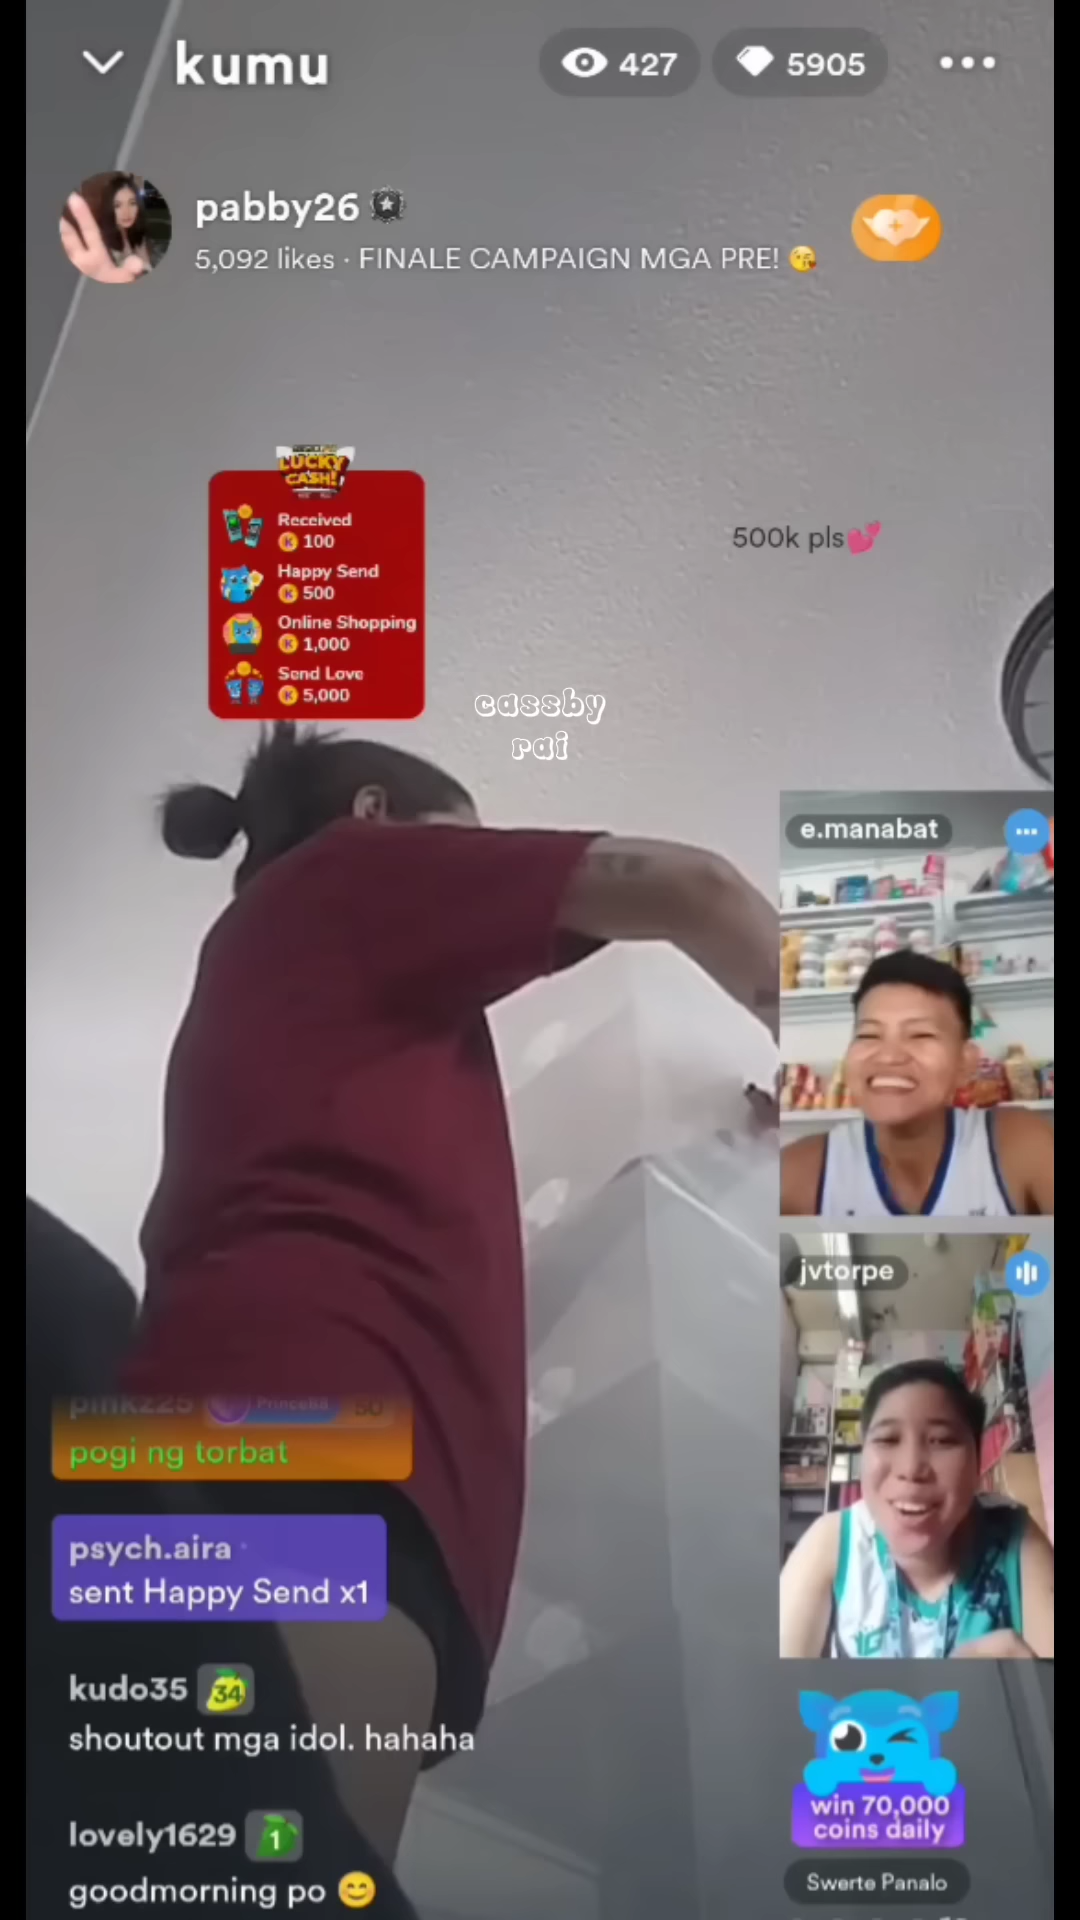 kumu
427
5905
pabby26
5,092 likes · FINALE CAMPAIGN MGA PRE! 😘
LUCKY
CASH!
Received
100
Happy Send
500
Online Shopping
1,000
Send Love
5,000
500k pls💕
cassby
rai
e.manabat
jvtorpe
pinkz25
50
pogi ng torbat
psych.aira
sent Happy Send x1
kudo35 34
shoutout mga idol. hahaha
lovely1629 1
goodmorning po 😊
win 70,000
coins daily
Swerte Panalo